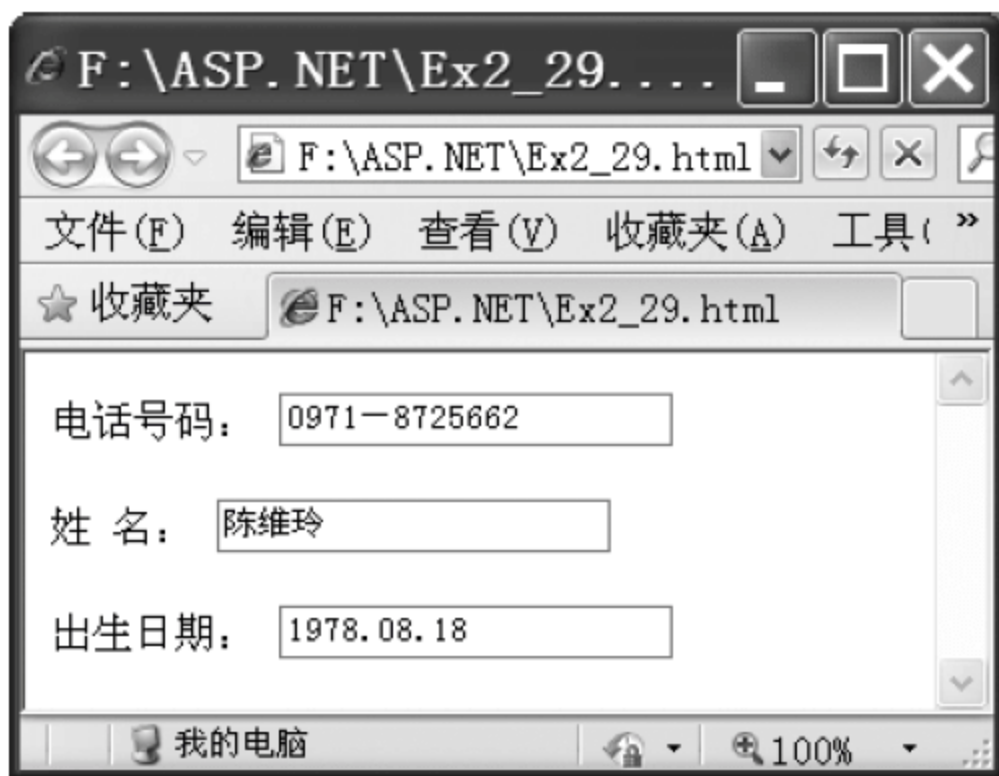 F:\ASP.NET\Ex2_29....
F:\ASP.NET\Ex2_29.html
文件(F) 编辑(E) 查看(V) 收藏夹(A) 工具( »
收藏夹 F:\ASP.NET\Ex2_29.html
电话号码： 0971－8725662
姓 名： 陈维玲
出生日期： 1978.08.18
我的电脑 100%